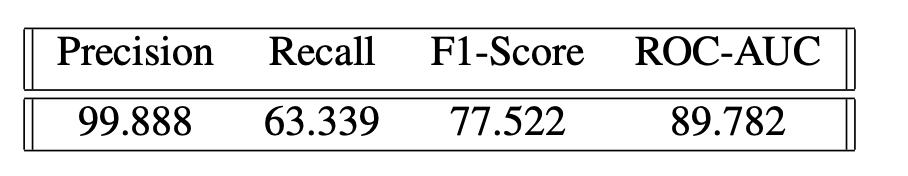 Precision Recall F1-Score ROC-AUC
99.888 63.339 77.522 89.782